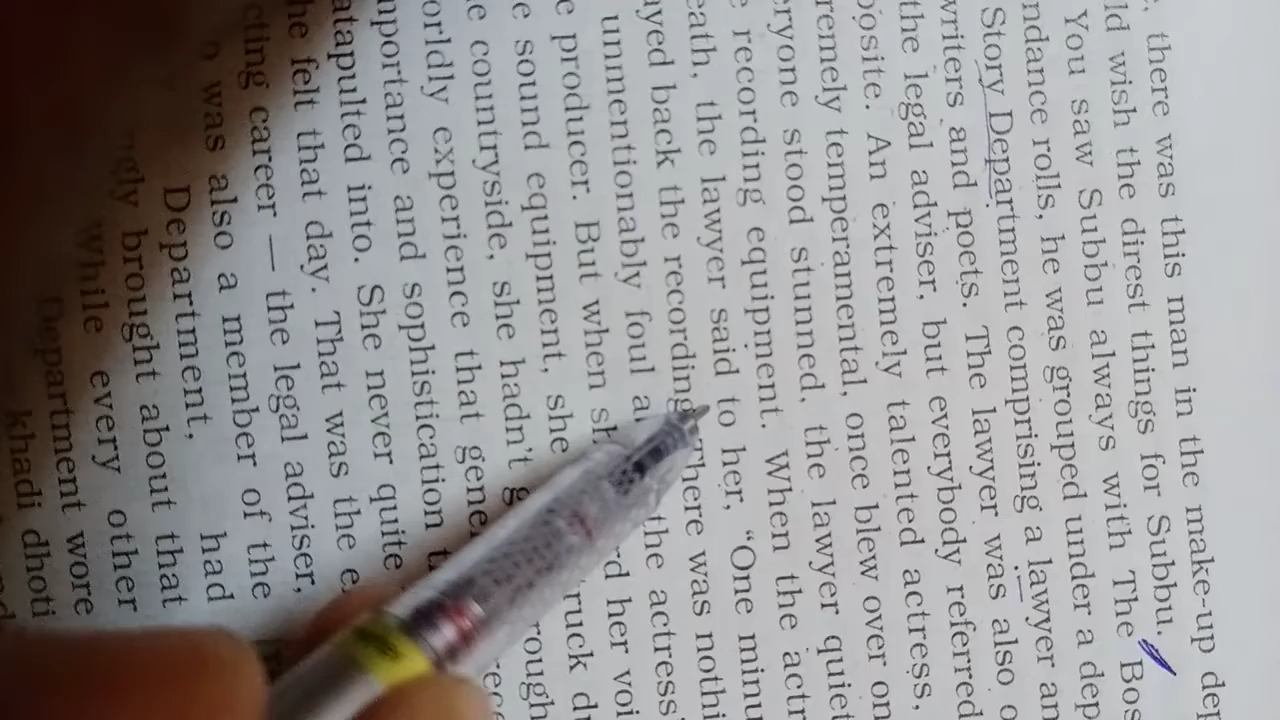 there was this man in the make-up dep
ld wish the direst things for Subbu.
You saw Subbu always with The Bos
ndance rolls, he was grouped under a dep
Story Department comprising a lawyer an
writers and poets. The lawyer was also o
the legal adviser, but everybody referred
posite. An extremely talented actress,
remely temperamental, once blew over on
eryone stood stunned, the lawyer quiet
e recording equipment. When the actr
eath, the lawyer said to her, “One minu
ayed back the recording. There was nothi
unmentionably foul a the actress
e producer. But when sh rd her voi
e sound equipment, she ruck du
e countryside, she hadn't g rough
orldly experience that gene rece
portance and sophistication t
atapulted into. She never quite
he felt that day. That was the e
cting career — the legal adviser,
o was also a member of the
Department, had
ngly brought about that
While every other
Department wore
khadi dhoti